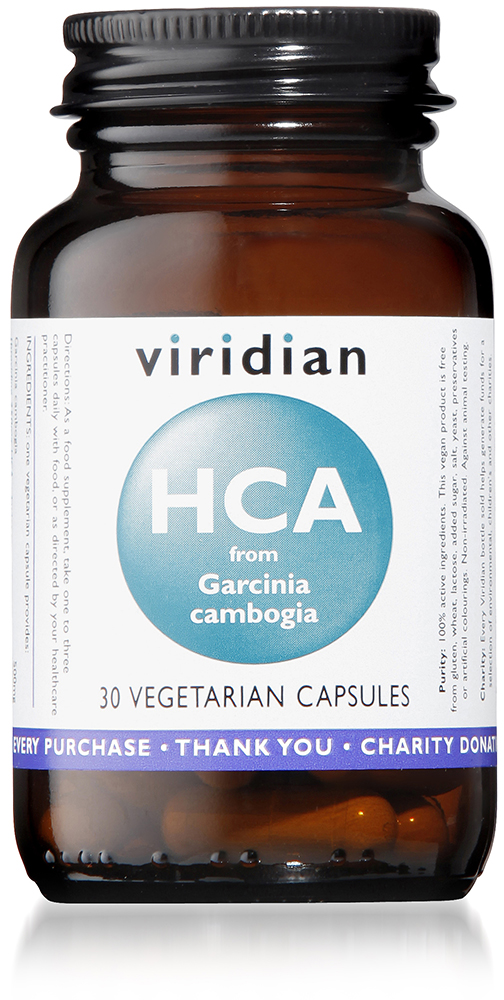 viridian
HCA
from
Garcinia
cambogia
30 VEGETARIAN CAPSULES
EVERY PURCHASE • THANK YOU • CHARITY DONATI
Directions: As a food supplement, take one to three
capsules daily with food, or as directed by your healthcare
practitioner.
INGREDIENTS: one vegetarian capsule provides:
Garcinia cambogia 500mg
Purity: 100% active ingredients. This vegan product is free
from gluten, wheat, lactose, added sugar, salt, yeast, preservatives
or artificial colourings. Non-irradiated. Against animal testing.
Charity: Every Viridian bottle sold helps generate funds for a
selection of environmental, children's and other charities